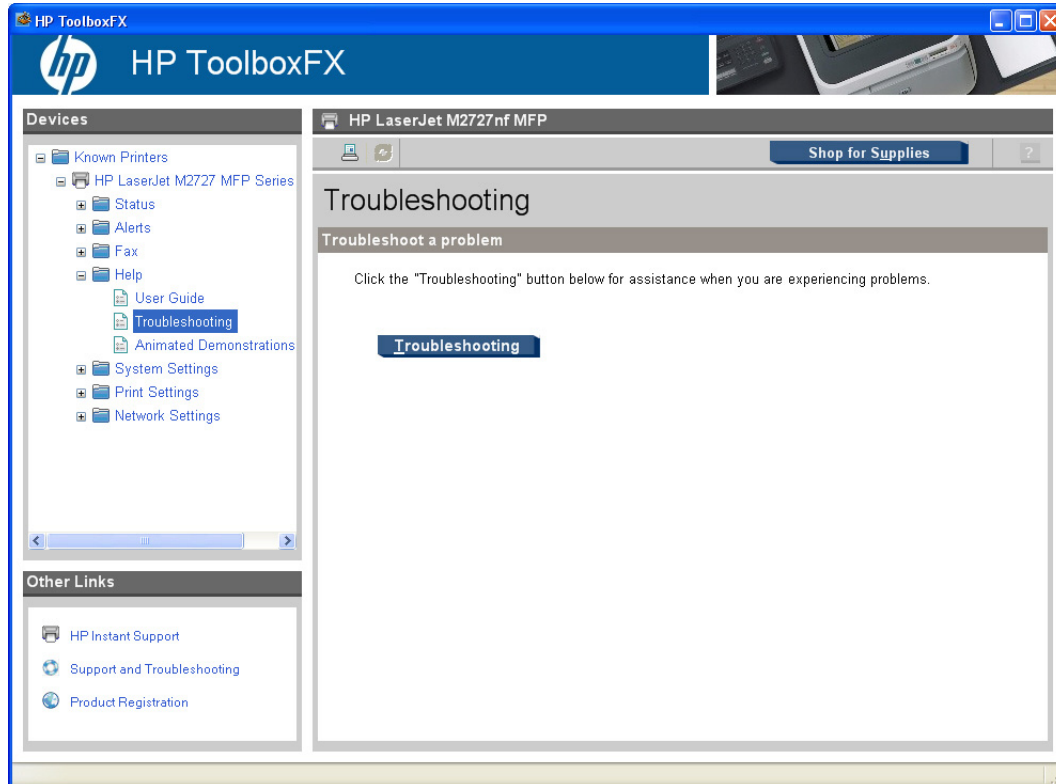 HP ToolboxFX
hp
HP ToolboxFX
Devices
Known Printers
HP LaserJet M2727 MFP Series
Status
Alerts
Fax
Help
User Guide
Troubleshooting
Animated Demonstrations
System Settings
Print Settings
Network Settings
Other Links
HP Instant Support
Support and Troubleshooting
Product Registration
HP LaserJet M2727nf MFP
Shop for Supplies
?
Troubleshooting
Troubleshoot a problem
Click the "Troubleshooting" button below for assistance when you are experiencing problems.
Troubleshooting